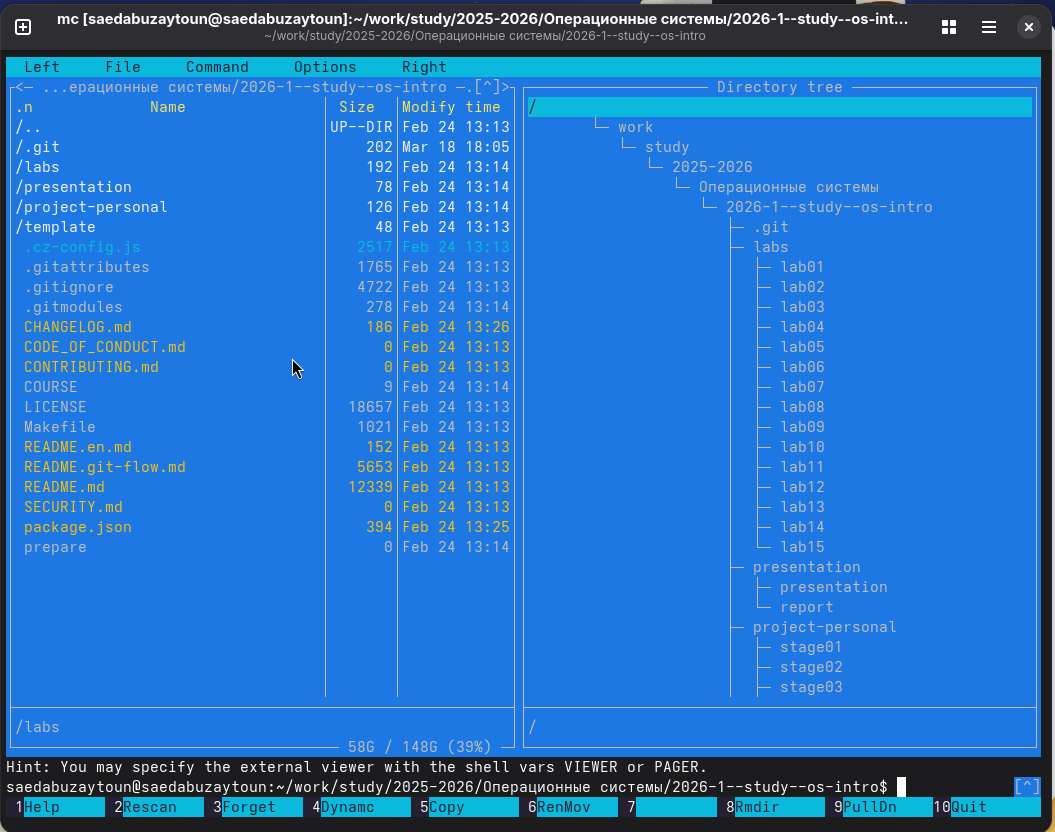 mc [saedabuzaytoun@saedabuzaytoun]:~/work/study/2025-2026/Операционные системы/2026-1--study--os-int...
~/work/study/2025-2026/Операционные системы/2026-1--study--os-intro
Left File Command Options Right
<— ...ерационные системы/2026-1--study--os-intro —.[^]>
.n Name Size Modify time
/.. UP--DIR Feb 24 13:13
/.git 202 Mar 18 18:05
/labs 192 Feb 24 13:14
/presentation 78 Feb 24 13:14
/project-personal 126 Feb 24 13:14
/template 48 Feb 24 13:13
.cz-config.js 2517 Feb 24 13:13
.gitattributes 1765 Feb 24 13:13
.gitignore 4722 Feb 24 13:13
.gitmodules 278 Feb 24 13:14
CHANGELOG.md 186 Feb 24 13:26
CODE_OF_CONDUCT.md 0 Feb 24 13:13
CONTRIBUTING.md 0 Feb 24 13:13
COURSE 9 Feb 24 13:14
LICENSE 18657 Feb 24 13:13
Makefile 1021 Feb 24 13:13
README.en.md 152 Feb 24 13:13
README.git-flow.md 5653 Feb 24 13:13
README.md 12339 Feb 24 13:13
SECURITY.md 0 Feb 24 13:13
package.json 394 Feb 24 13:25
prepare 0 Feb 24 13:14
/labs
58G / 148G (39%)
Directory tree
/
work
study
2025-2026
Операционные системы
2026-1--study--os-intro
.git
labs
lab01
lab02
lab03
lab04
lab05
lab06
lab07
lab08
lab09
lab10
lab11
lab12
lab13
lab14
lab15
presentation
presentation
report
project-personal
stage01
stage02
stage03
/
Hint: You may specify the external viewer with the shell vars VIEWER or PAGER.
saedabuzaytoun@saedabuzaytoun:~/work/study/2025-2026/Операционные системы/2026-1--study--os-intro$ [^]
1Help 2Rescan 3Forget 4Dynamc 5Copy 6RenMov 7 8Rmdir 9PullDn 10Quit